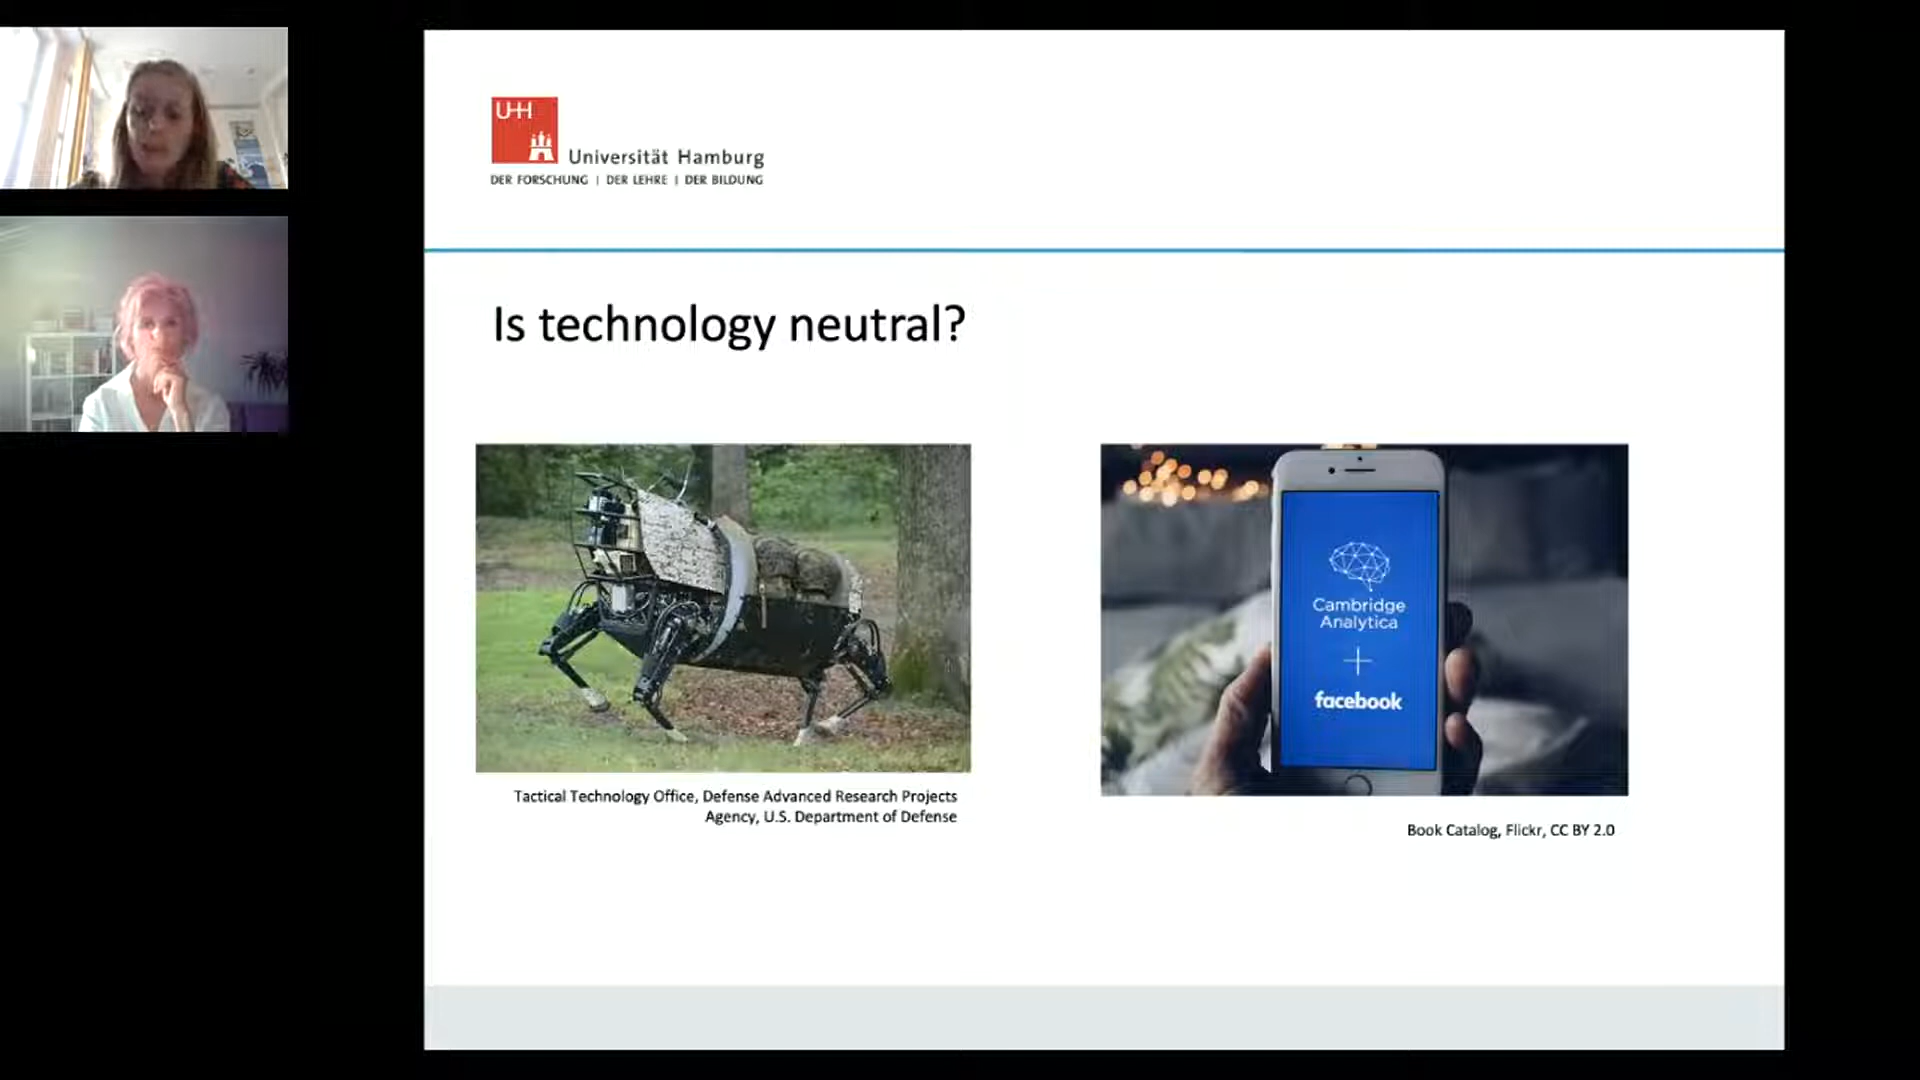 UHH
Universität Hamburg
DER FORSCHUNG | DER LEHRE | DER BILDUNG
Is technology neutral?
Cambridge
Analytica
+
facebook
Tactical Technology Office, Defense Advanced Research Projects
Agency, U.S. Department of Defense
Book Catalog, Flickr, CC BY 2.0